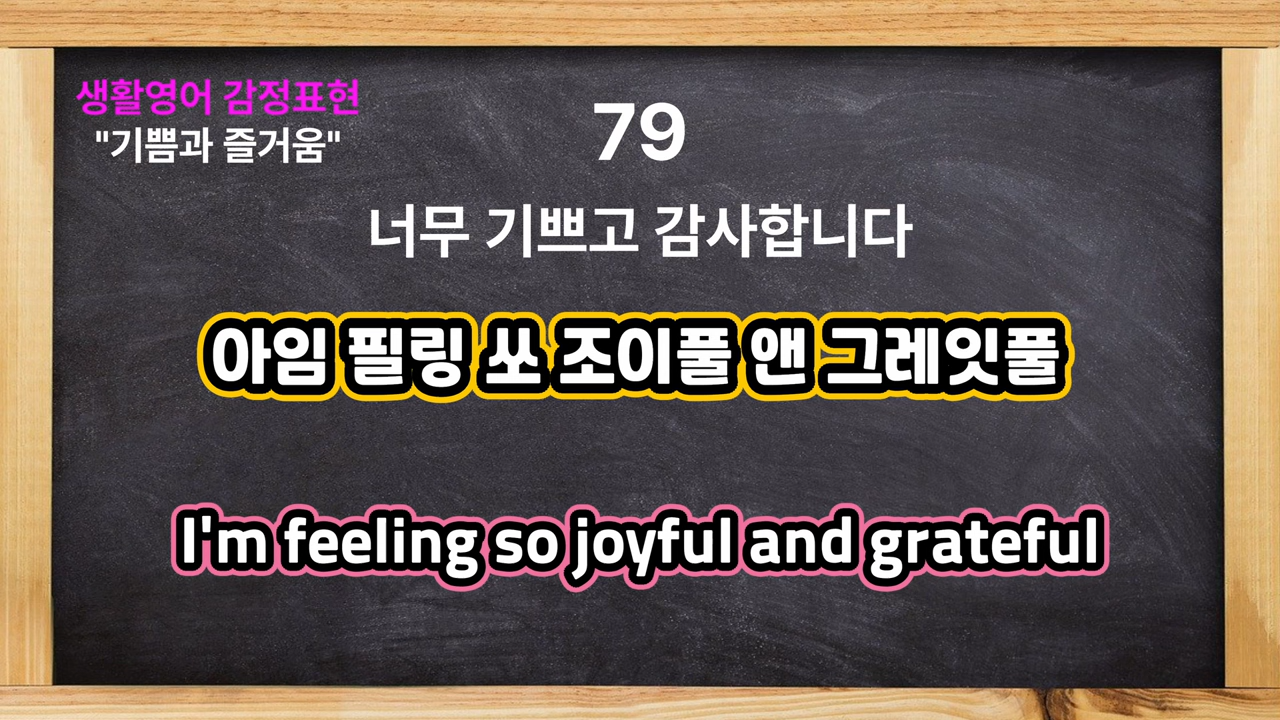 생활영어 감정표현
"기쁨과 즐거움"
79
너무 기쁘고 감사합니다
아임 필링 쏘 조이풀 앤 그레잇풀
I'm feeling so joyful and grateful